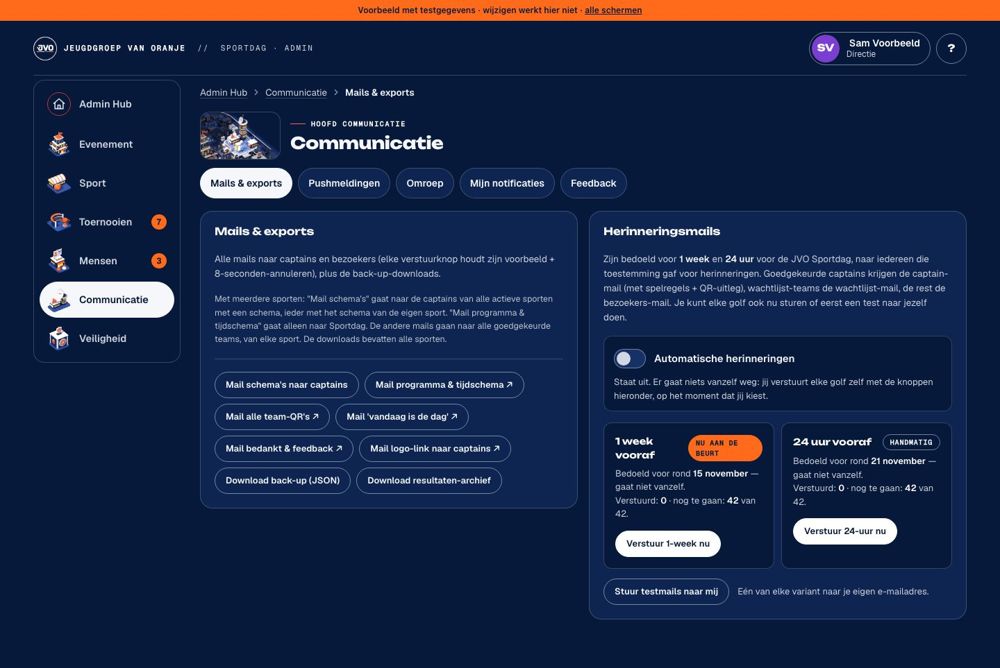 Voorbeeld met testgegevens · wijzigen werkt hier niet · alle schermen
JVO JEUGDGROEP VAN ORANJE // SPORTDAG · ADMIN
SV Sam Voorbeeld
Directie
?
Admin Hub
Evenement
Sport
Toernooien 7
Mensen 3
Communicatie
Veiligheid
Admin Hub > Communicatie > Mails & exports
HOOFD COMMUNICATIE
Communicatie
Mails & exports
Pushmeldingen
Omroep
Mijn notificaties
Feedback
Mails & exports
Alle mails naar captains en bezoekers (elke verstuurknop houdt zijn voorbeeld +
8-seconden-annuleren), plus de back-up-downloads.
Met meerdere sporten: "Mail schema's" gaat naar de captains van alle actieve sporten
met een schema, ieder met het schema van de eigen sport. "Mail programma &
tijdschema" gaat alleen naar Sportdag. De andere mails gaan naar alle goedgekeurde
teams, van elke sport. De downloads bevatten alle sporten.
Mail schema's naar captains
Mail programma & tijdschema ↗
Mail alle team-QR's ↗
Mail 'vandaag is de dag' ↗
Mail bedankt & feedback ↗
Mail logo-link naar captains ↗
Download back-up (JSON)
Download resultaten-archief
Herinneringsmails
Zijn bedoeld voor 1 week en 24 uur voor de JVO Sportdag, naar iedereen die
toestemming gaf voor herinneringen. Goedgekeurde captains krijgen de captain-
mail (met spelregels + QR-uitleg), wachtlijst-teams de wachtlijst-mail, de rest de
bezoekers-mail. Je kunt elke golf ook nu sturen of eerst een test naar jezelf
doen.
Automatische herinneringen
Staat uit. Er gaat niets vanzelf weg: jij verstuurt elke golf zelf met de knoppen
hieronder, op het moment dat jij kiest.
1 week
vooraf
NU AAN DE
BEURT
Bedoeld voor rond 15 november —
gaat niet vanzelf.
Verstuurd: 0 · nog te gaan: 42 van
42.
Verstuur 1-week nu
24 uur vooraf
HANDMATIG
Bedoeld voor rond 21 november —
gaat niet vanzelf.
Verstuurd: 0 · nog te gaan: 42 van
42.
Verstuur 24-uur nu
Stuur testmails naar mij
Eén van elke variant naar je eigen e-mailadres.